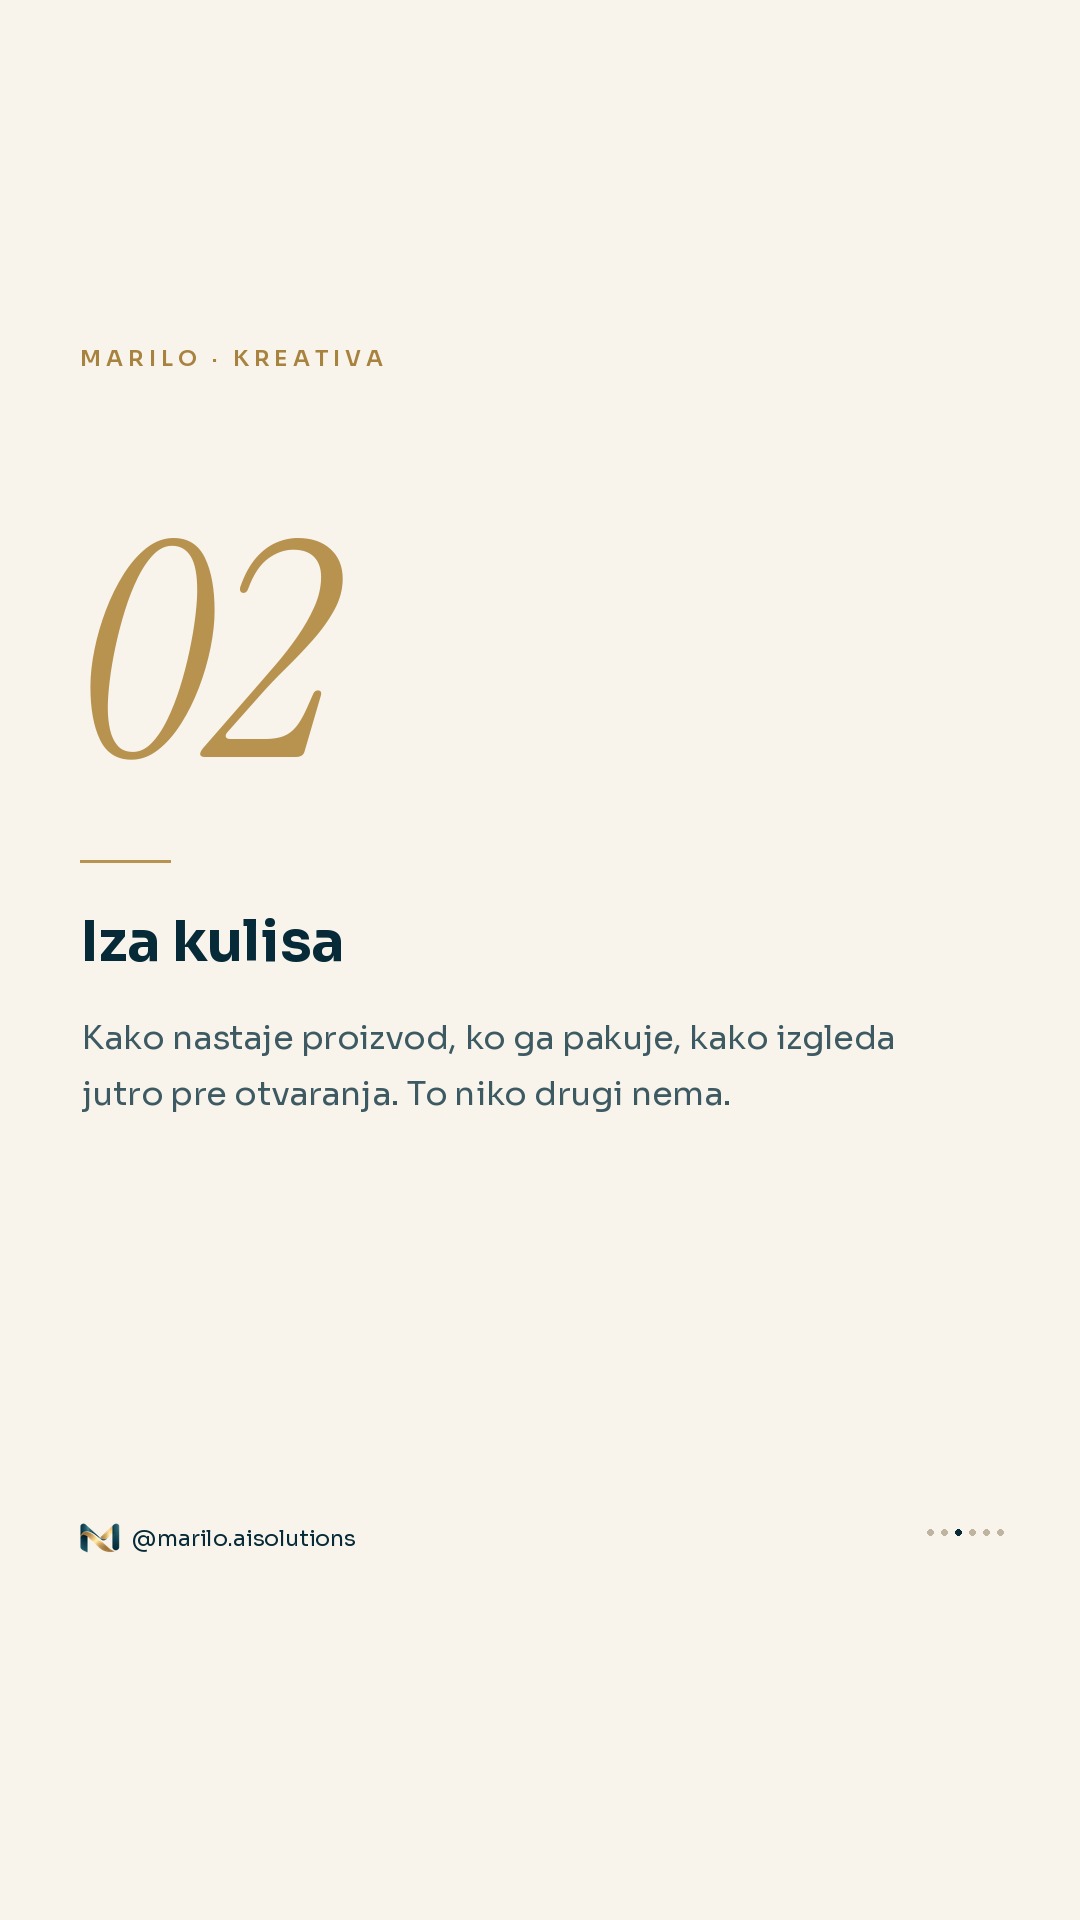 MARILO · KREATIVA
02
Iza kulisa
Kako nastaje proizvod, ko ga pakuje, kako izgleda
jutro pre otvaranja. To niko drugi nema.
@marilo.aisolutions